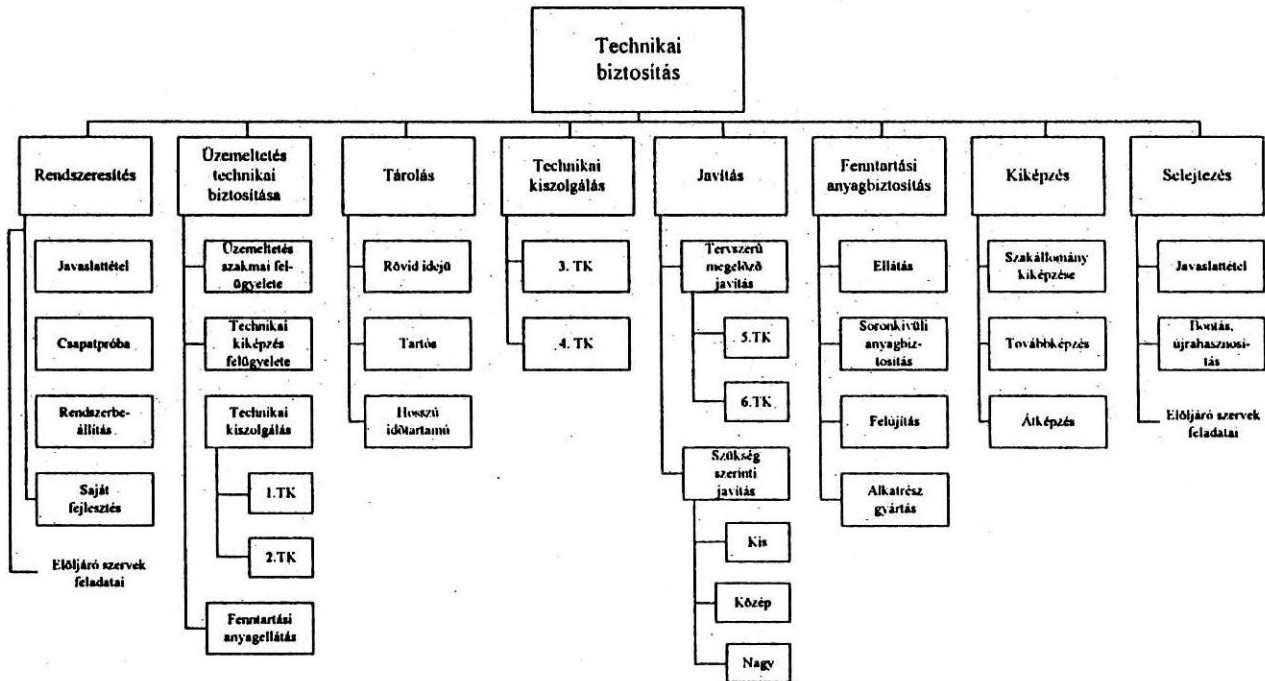 Technikai
biztosítás
Rendszeresítés
Javaslattétel
Csapatpróba
Rendszerbe-
állítás
Saját
fejlesztés
Elöljáró szervek
feladatai
Üzemeltetés
technikai
biztosítása
Üzemeltetés
szakmai fel-
ügyelete
Technikai
kiképzés
felügyelete
Technikai
kiszolgálás
1.TK
2.TK
Fenntartási
anyagellátás
Tárolás
Rövid idejű
Tartós
Hosszú
időtartamú
Technikai
kiszolgálás
3. TK
4. TK
Javítás
Tervszerű
megelőző
javítás
5.TK
6.TK
Szükség
szerinti
javítás
Kis
Közép
Nagy
Fenntartási
anyagbiztosítás
Ellátás
Soronkivüli
anyagbiz-
tosítás
Felújítás
Alkatrész
gyártás
Kiképzés
Szakállomány
kiképzése
Továbbképzés
Átképzés
Selejtezés
Javaslattétel
Bontás,
újrahasznosí-
tás
Elöljáró szervek
feladatai